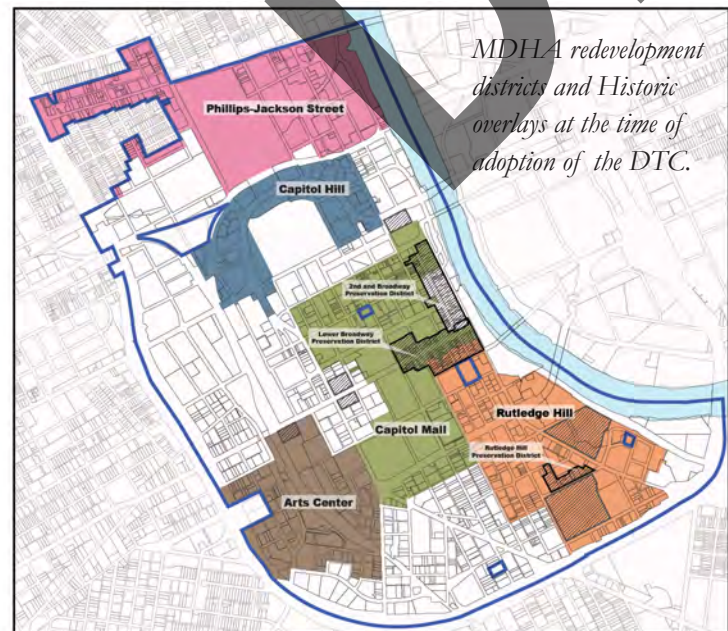 MDHA redevelopment
districts and Historic
overlays at the time of
adoption of the DTC.
Phillips-Jackson Street
Capitol Hill
2nd and Broadway
Preservation District
Lower Broadway
Preservation District
Rutledge Hill
Capitol Mall
Rutledge Hill
Preservation District
Arts Center